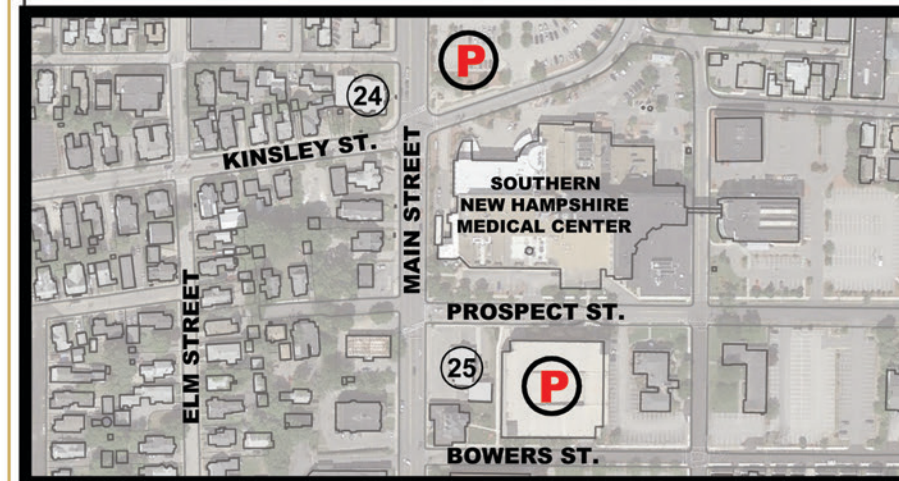 P
24
KINSLEY ST.
MAIN STREET
SOUTHERN
NEW HAMPSHIRE
MEDICAL CENTER
ELM STREET
PROSPECT ST.
25
P
BOWERS ST.